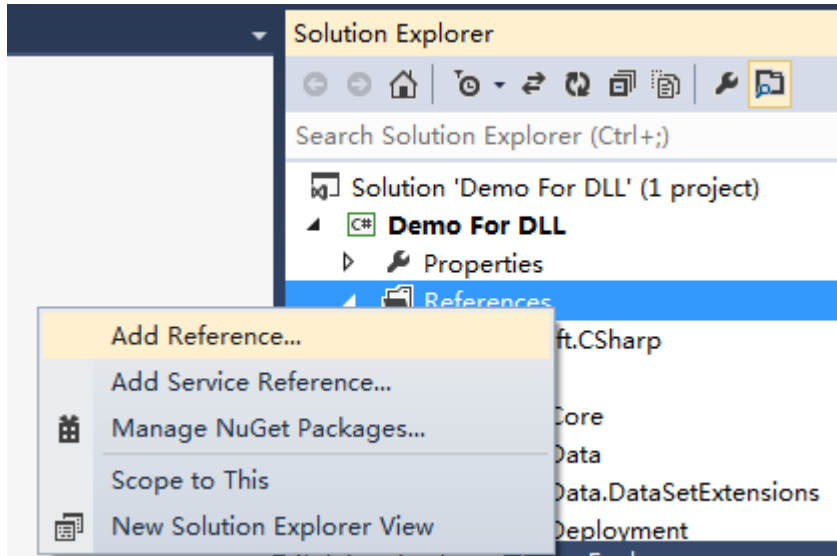 Solution Explorer
Search Solution Explorer (Ctrl+;)
Solution 'Demo For DLL' (1 project)
C# Demo For DLL
Properties
References
Add Reference...
ft.CSharp
Add Service Reference...
Core
Manage NuGet Packages...
Data
Scope to This
Data.DataSetExtensions
New Solution Explorer View
Deployment